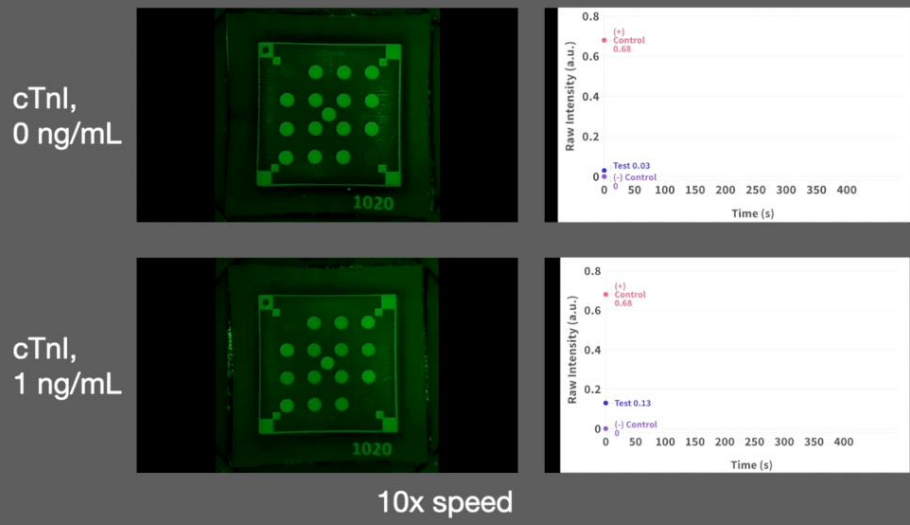 cTnI,
0 ng/mL
1020
Raw Intensity (a.u.)
0.8
0.6
0.4
0.2
0
(+)
Control
0.68
Test 0.03
(-) Control
0
0 50 100 150 200 250 300 350 400
Time (s)
cTnI,
1 ng/mL
1020
Raw Intensity (a.u.)
0.8
0.6
0.4
0.2
0
(+)
Control
0.68
Test 0.13
(-) Control
0
0 50 100 150 200 250 300 350 400
Time (s)
10x speed